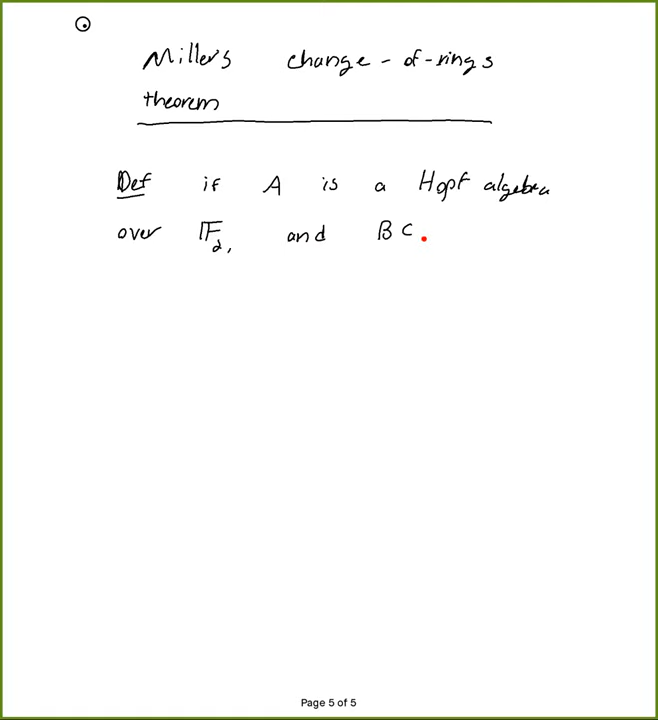 Miller's change-of-rings
theorem
Def if A is a Hopf algebra
over 𝔽₂, and B ⊂
Page 5 of 5